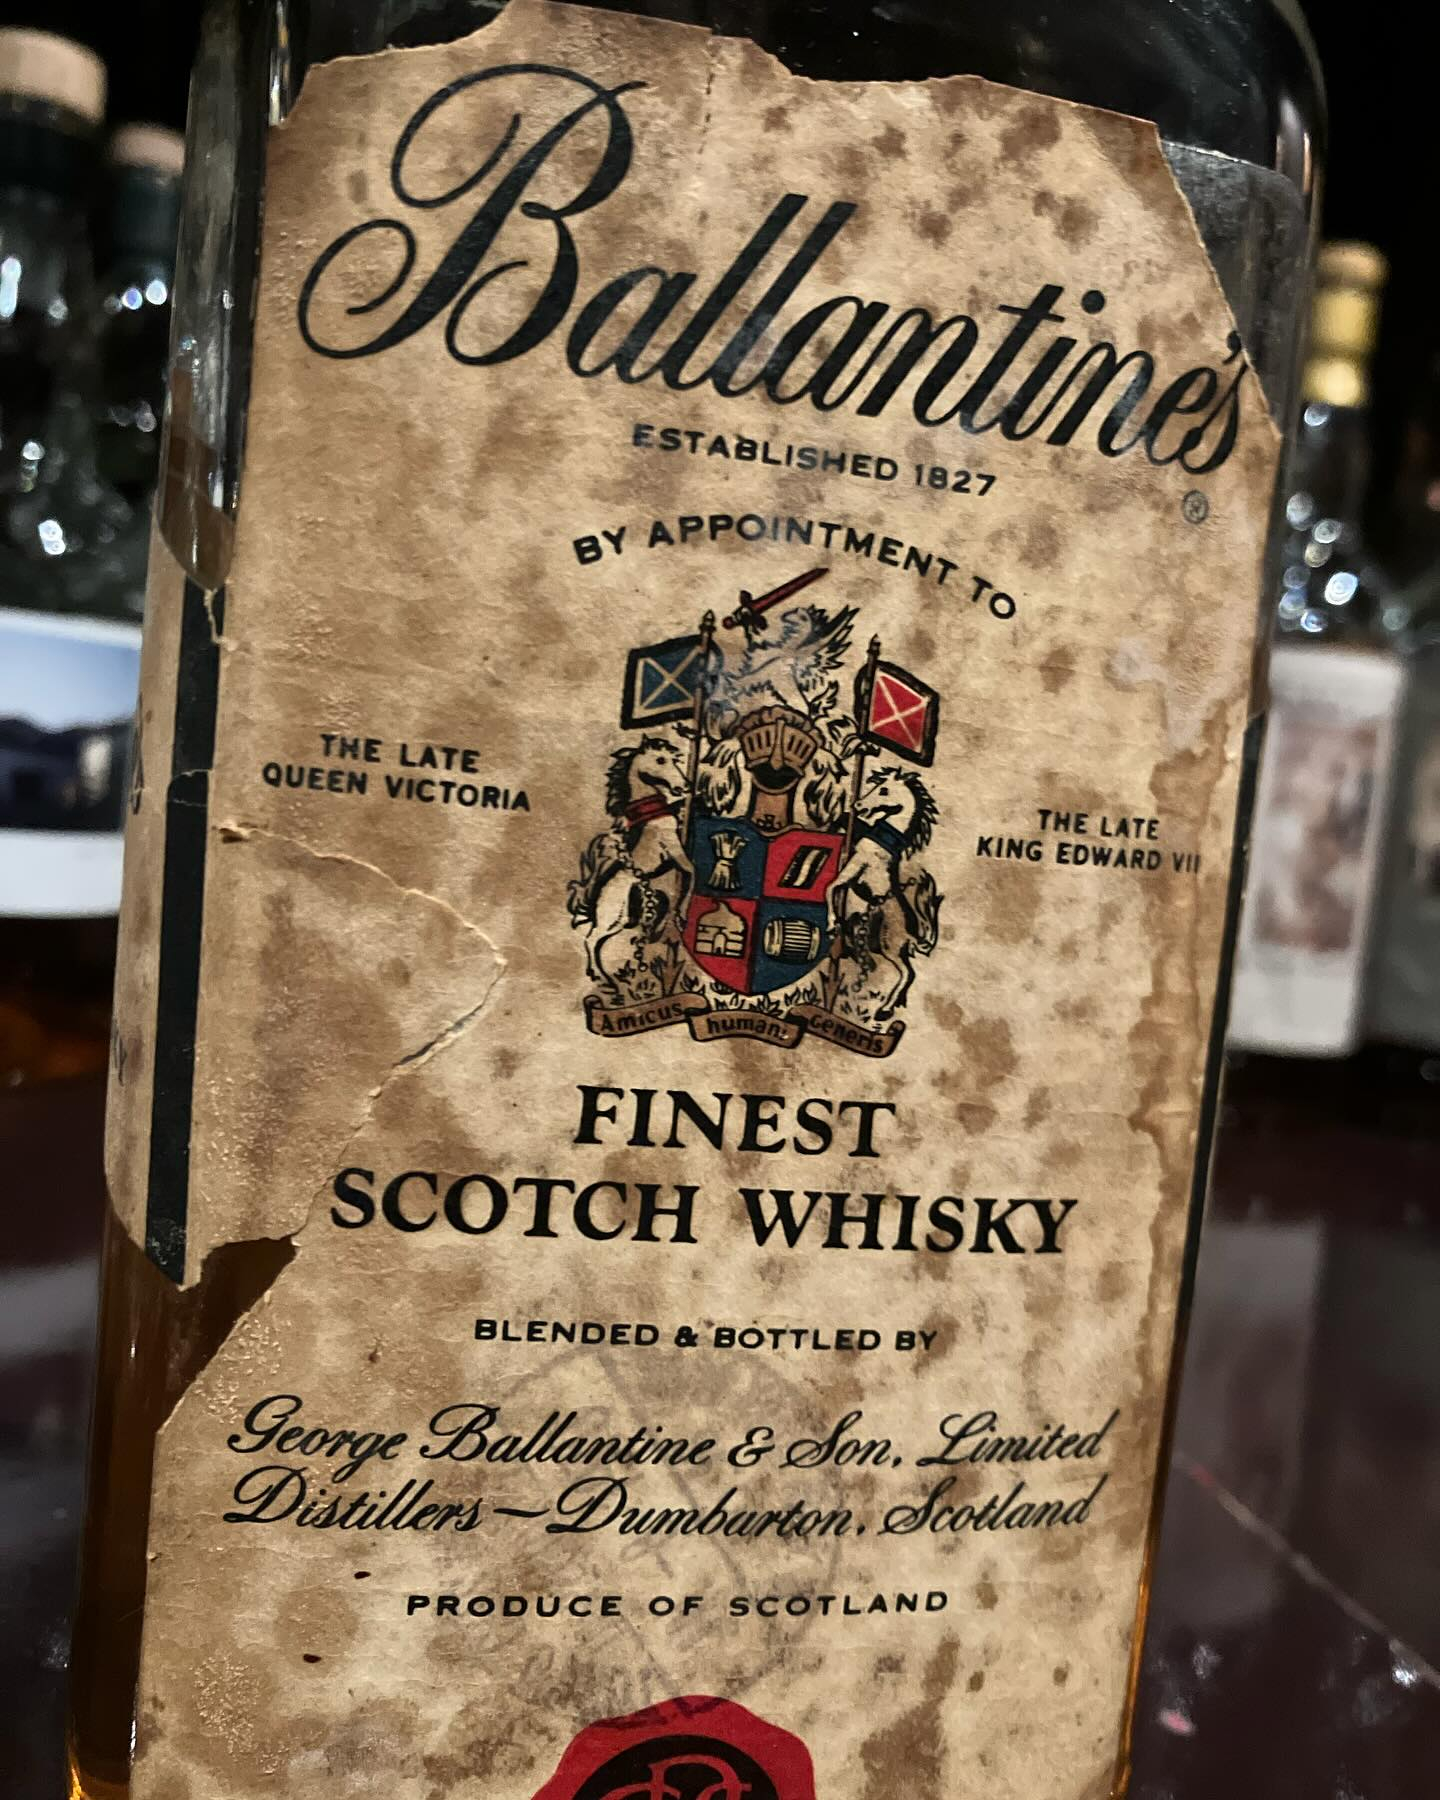 Ballantine's
®
ESTABLISHED 1827
BY APPOINTMENT TO
THE LATE
QUEEN VICTORIA
THE LATE
KING EDWARD VII
Amicus humani Generis
FINEST
SCOTCH WHISKY
BLENDED & BOTTLED BY
George Ballantine & Son, Limited
Distillers — Dumbarton, Scotland
PRODUCE OF SCOTLAND